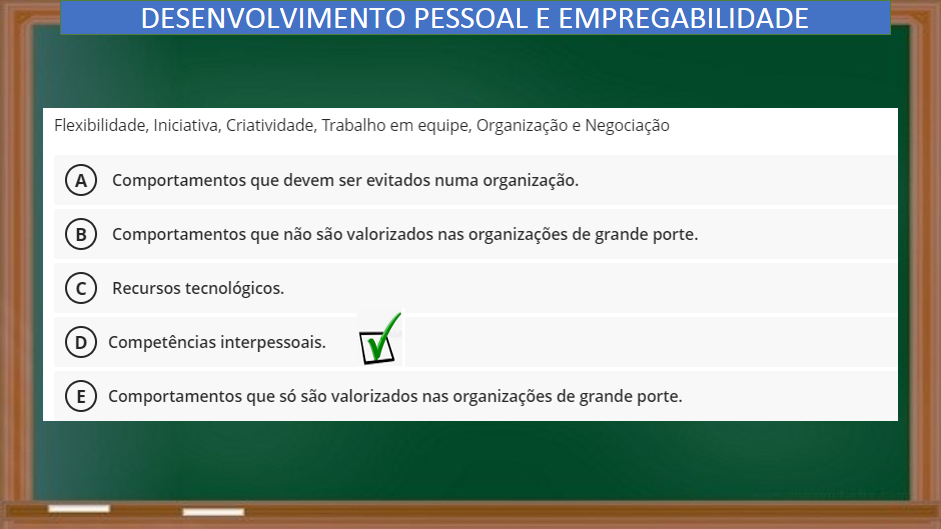 DESENVOLVIMENTO PESSOAL E EMPREGABILIDADE
Flexibilidade, Iniciativa, Criatividade, Trabalho em equipe, Organização e Negociação
A Comportamentos que devem ser evitados numa organização.
B Comportamentos que não são valorizados nas organizações de grande porte.
C Recursos tecnológicos.
D Competências interpessoais.
E Comportamentos que só são valorizados nas organizações de grande porte.